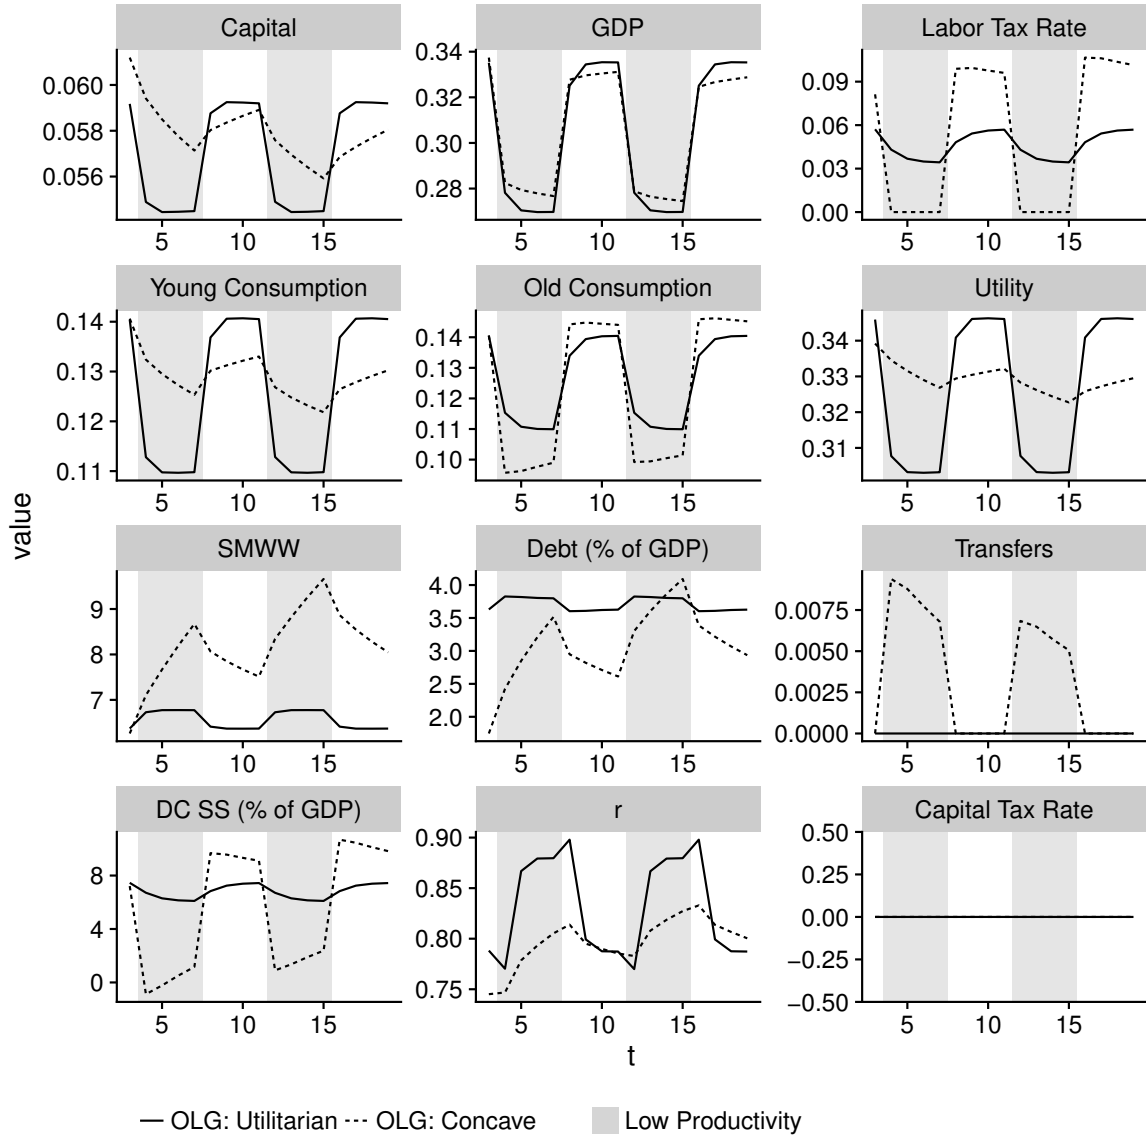 Capital GDP Labor Tax Rate
0.060 0.34 0.09
0.058 0.32 0.06
0.056 0.30 0.03
0.28 0.00
5 10 15 5 10 15 5 10 15
Young Consumption Old Consumption Utility
0.14 0.14 0.34
0.13 0.13 0.33
0.12 0.12 0.32
0.11 0.11 0.31
0.10
5 10 15 5 10 15 5 10 15
value
SMWW Debt (% of GDP) Transfers
9 4.0 0.0075
8 3.5 0.0050
7 3.0 0.0025
2.5 0.0000
2.0
5 10 15 5 10 15 5 10 15
DC SS (% of GDP) r Capital Tax Rate
8 0.90 0.50
4 0.85 0.25
0 0.80 0.00
0.75 −0.25
−0.50
5 10 15 5 10 15 5 10 15
t
OLG: Utilitarian OLG: Concave Low Productivity